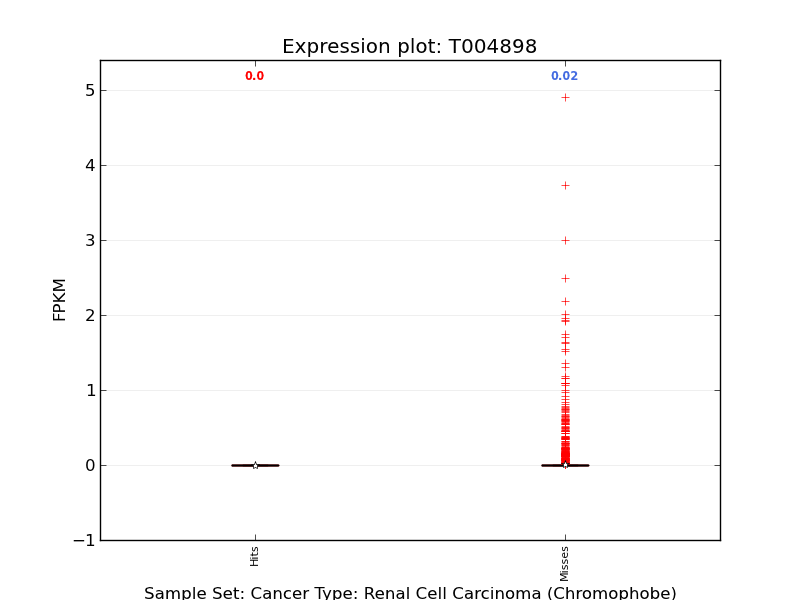 Expression plot: T004898
0.0
0.02
5
4
3
2
1
0
−1
FPKM
Hits
Misses
Sample Set: Cancer Type: Renal Cell Carcinoma (Chromophobe)